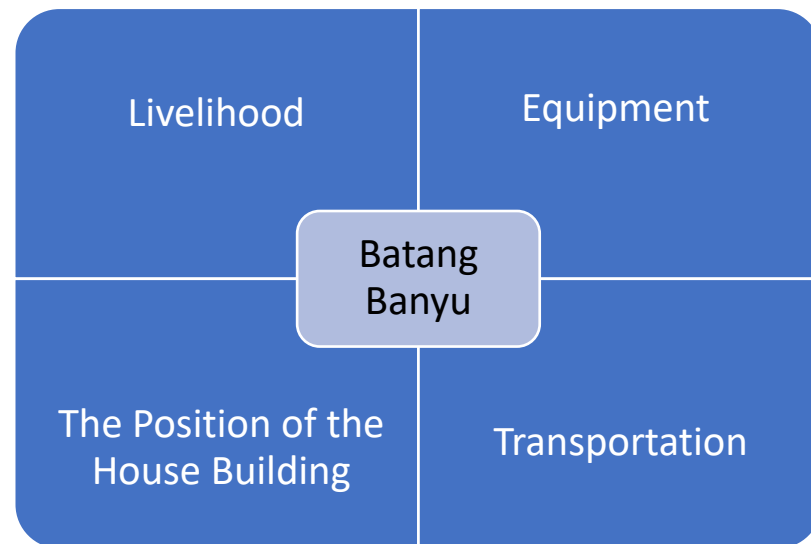 Livelihood
Equipment
Batang
Banyu
The Position of the
House Building
Transportation